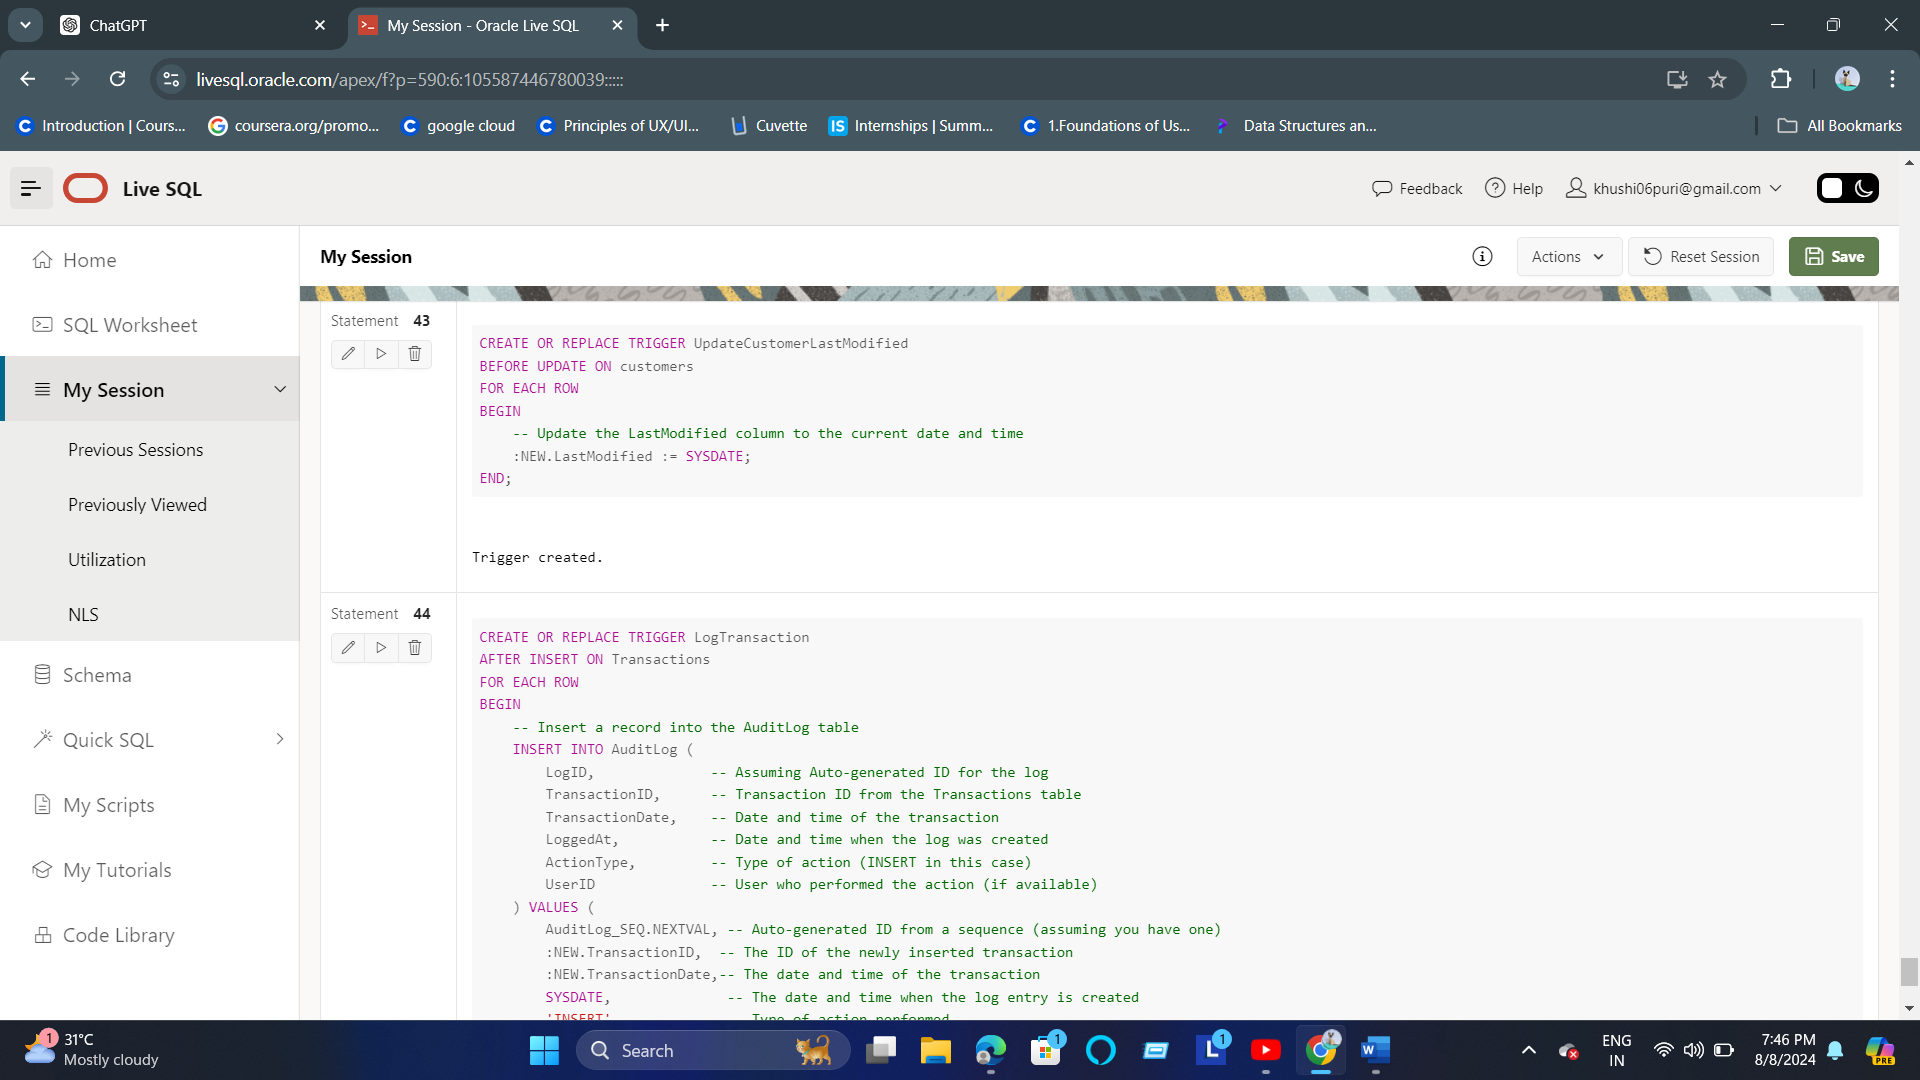 ChatGPT
My Session - Oracle Live SQL
livesql.oracle.com/apex/f?p=590:6:105587446780039:::::
Introduction | Cours...
coursera.org/promo...
google cloud
Principles of UX/UI...
Cuvette
Internships | Summ...
1.Foundations of Us...
Data Structures an...
All Bookmarks
Live SQL
Feedback
Help
khushi06puri@gmail.com
Home
SQL Worksheet
My Session
Previous Sessions
Previously Viewed
Utilization
NLS
Schema
Quick SQL
My Scripts
My Tutorials
Code Library
My Session
Actions
Reset Session
Save
Statement 43
CREATE OR REPLACE TRIGGER UpdateCustomerLastModified
BEFORE UPDATE ON customers
FOR EACH ROW
BEGIN
-- Update the LastModified column to the current date and time
:NEW.LastModified := SYSDATE;
END;
Trigger created.
Statement 44
CREATE OR REPLACE TRIGGER LogTransaction
AFTER INSERT ON Transactions
FOR EACH ROW
BEGIN
-- Insert a record into the AuditLog table
INSERT INTO AuditLog (
LogID, -- Assuming Auto-generated ID for the log
TransactionID, -- Transaction ID from the Transactions table
TransactionDate, -- Date and time of the transaction
LoggedAt, -- Date and time when the log was created
ActionType, -- Type of action (INSERT in this case)
UserID -- User who performed the action (if available)
) VALUES (
AuditLog_SEQ.NEXTVAL, -- Auto-generated ID from a sequence (assuming you have one)
:NEW.TransactionID, -- The ID of the newly inserted transaction
:NEW.TransactionDate,-- The date and time of the transaction
SYSDATE, -- The date and time when the log entry is created
'INSERT' -- Type of action performed
1
31°C
Mostly cloudy
Search
1
1
ENG
IN
7:46 PM
8/8/2024
PRE